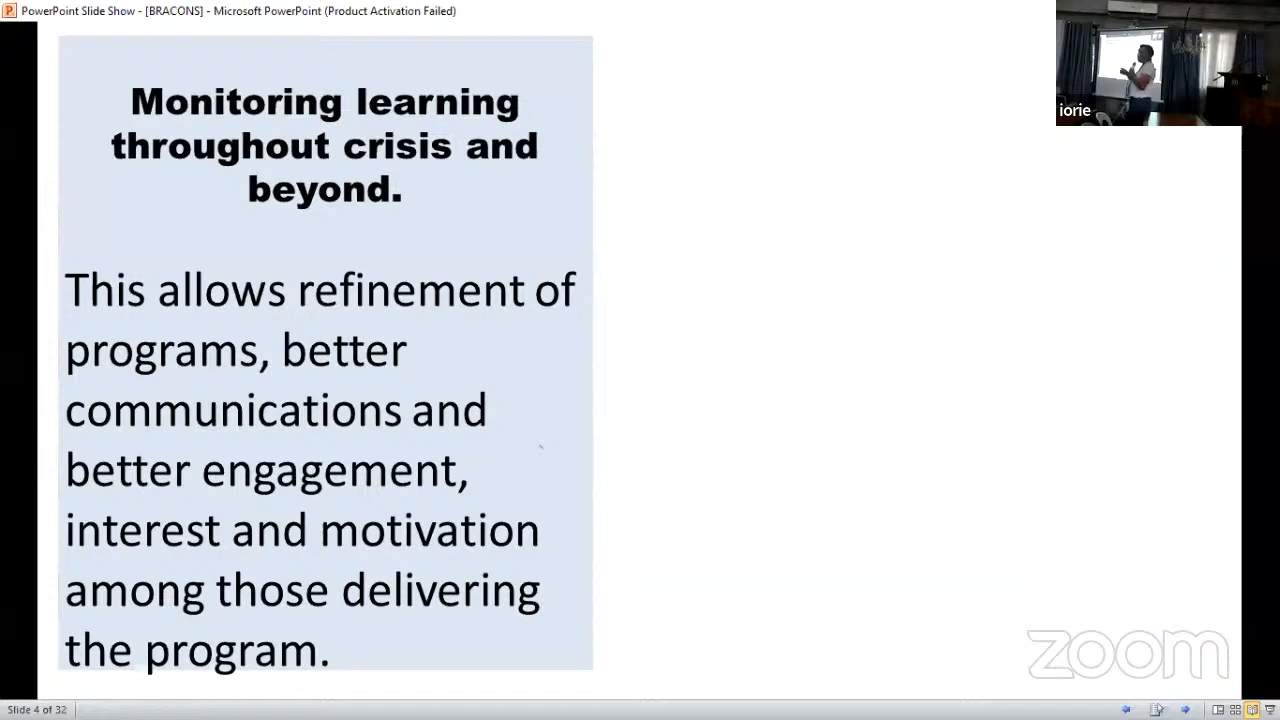 PowerPoint Slide Show - [BRACONS] - Microsoft PowerPoint (Product Activation Failed)
iorie
Monitoring learning
throughout crisis and
beyond.
This allows refinement of
programs, better
communications and
better engagement,
interest and motivation
among those delivering
the program.
zoom
Slide 4 of 32